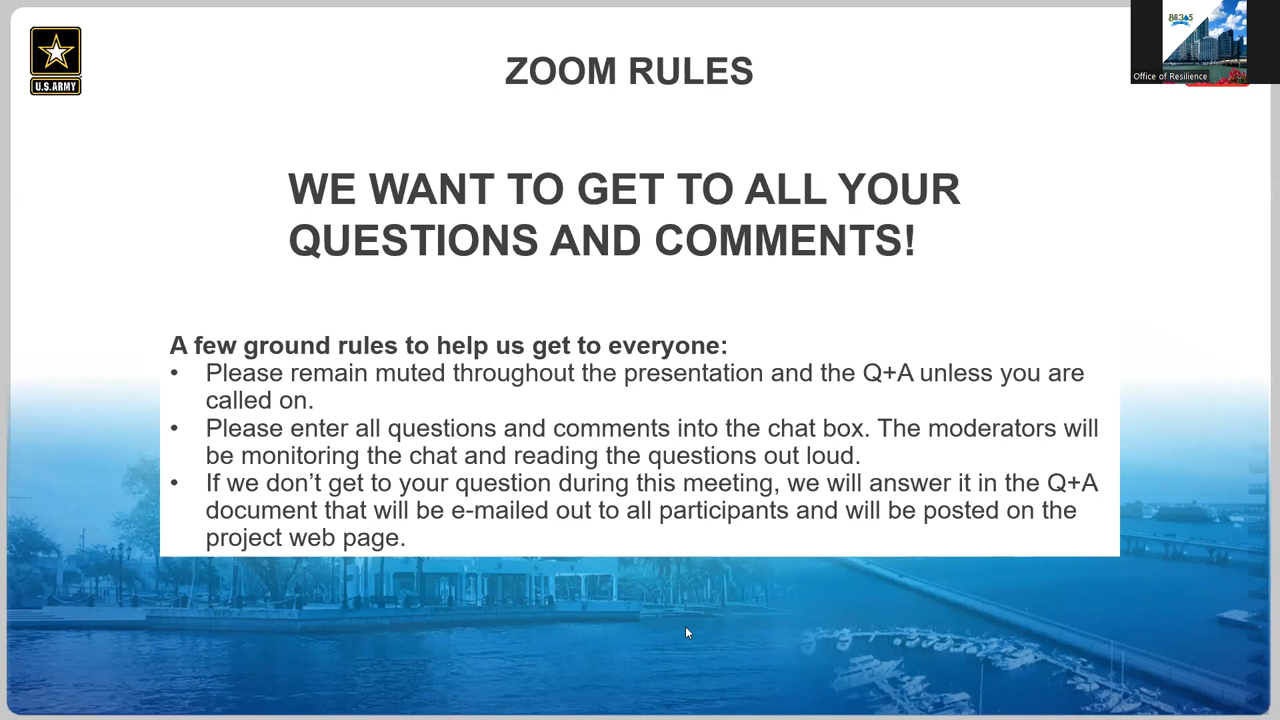 U.S.ARMY
ZOOM RULES
Office of Resilience
WE WANT TO GET TO ALL YOUR
QUESTIONS AND COMMENTS!
A few ground rules to help us get to everyone:
• Please remain muted throughout the presentation and the Q+A unless you are
called on.
• Please enter all questions and comments into the chat box. The moderators will
be monitoring the chat and reading the questions out loud.
• If we don’t get to your question during this meeting, we will answer it in the Q+A
document that will be e-mailed out to all participants and will be posted on the
project web page.